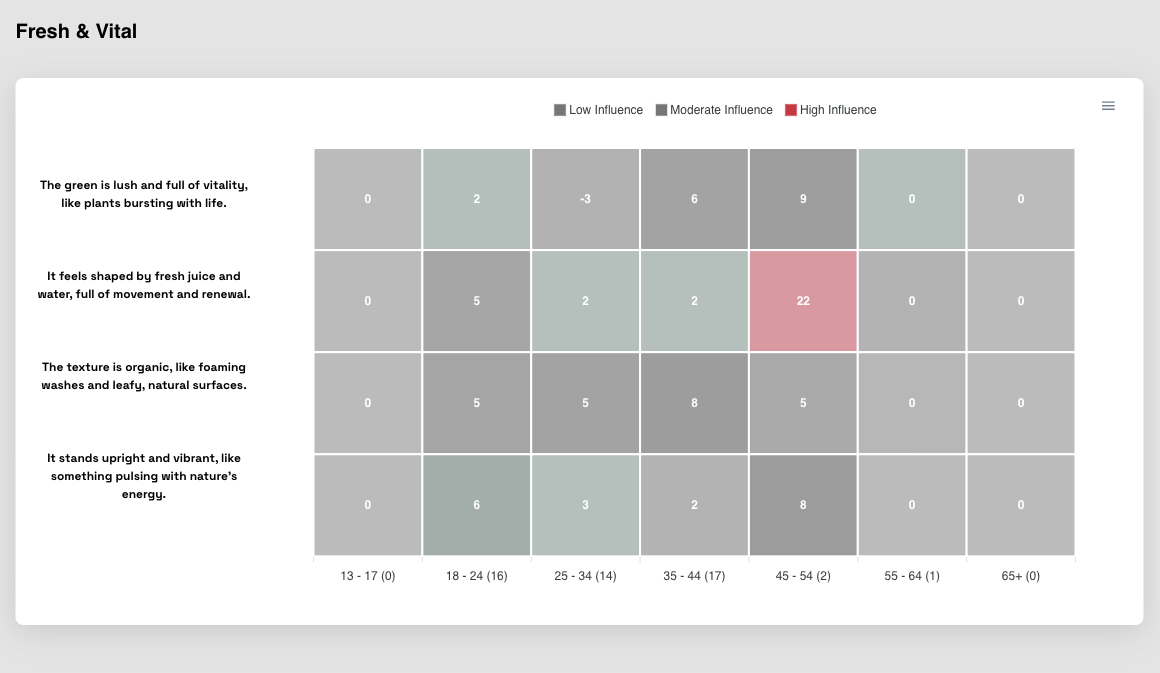 Fresh & Vital
Low Influence Moderate Influence High Influence
The green is lush and full of vitality,
like plants bursting with life.
0 2 -3 6 9 0 0
It feels shaped by fresh juice and
water, full of movement and renewal.
0 5 2 2 22 0 0
The texture is organic, like foaming
washes and leafy, natural surfaces.
0 5 5 8 5 0 0
It stands upright and vibrant, like
something pulsing with nature's
energy.
0 6 3 2 8 0 0
13 - 17 (0) 18 - 24 (16) 25 - 34 (14) 35 - 44 (17) 45 - 54 (2) 55 - 64 (1) 65+ (0)